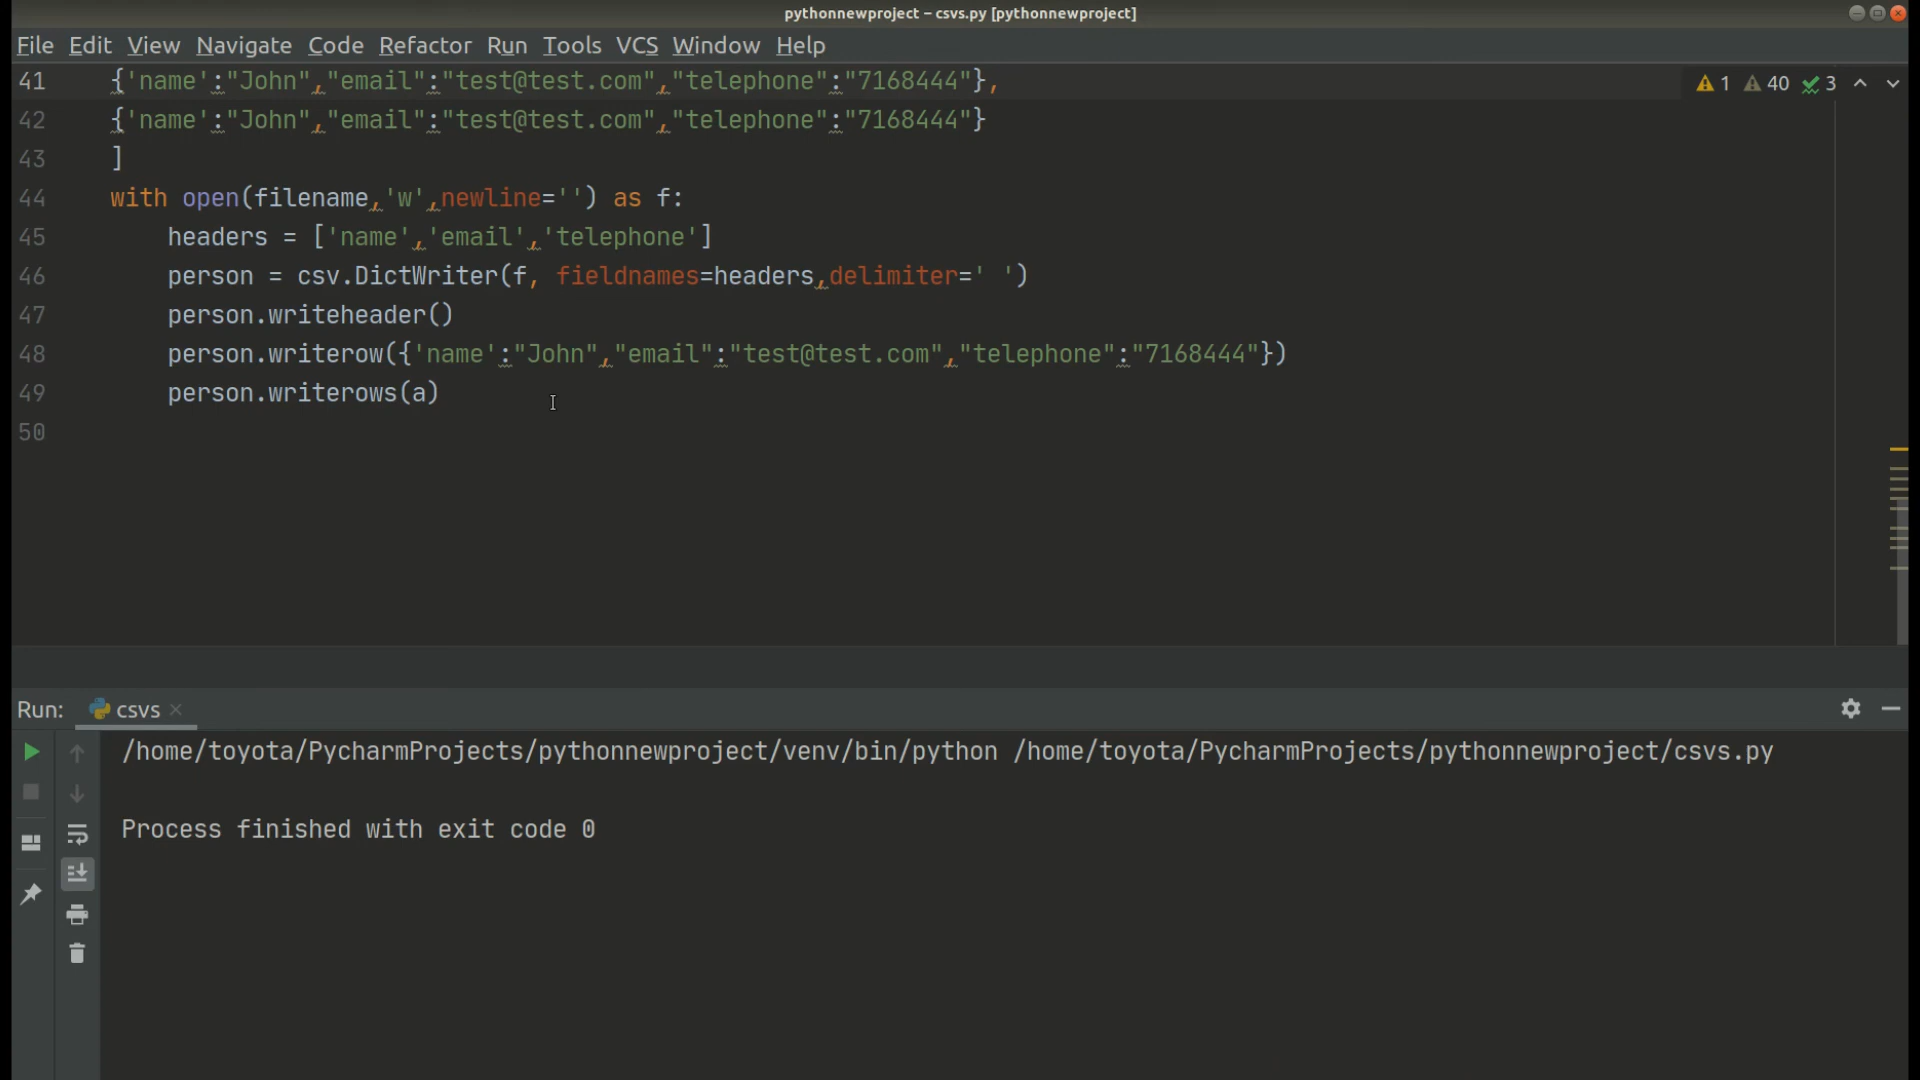 pythonnewproject – csvs.py [pythonnewproject]
File Edit View Navigate Code Refactor Run Tools VCS Window Help
41 {'name':"John","email":"test@test.com","telephone":"7168444"}, 1 40 3
42 {'name':"John","email":"test@test.com","telephone":"7168444"}
43 ]
44 with open(filename,'w',newline='') as f:
45 headers = ['name','email','telephone']
46 person = csv.DictWriter(f, fieldnames=headers,delimiter=' ')
47 person.writeheader()
48 person.writerow({'name':"John","email":"test@test.com","telephone":"7168444"})
49 person.writerows(a)
50
Run: csvs
/home/toyota/PycharmProjects/pythonnewproject/venv/bin/python /home/toyota/PycharmProjects/pythonnewproject/csvs.py
Process finished with exit code 0